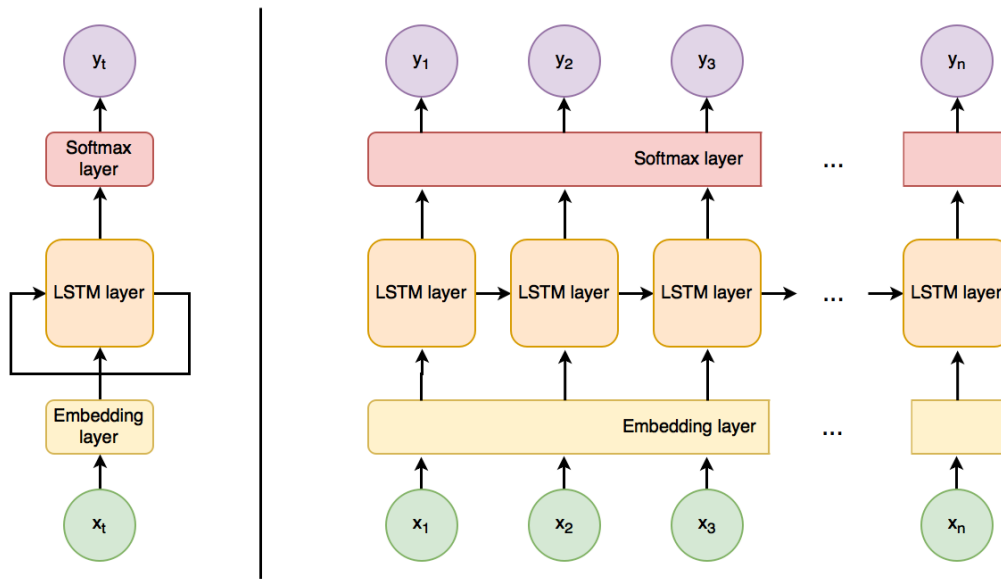 yt
y1
y2
y3
yn
Softmax
layer
Softmax layer
...
LSTM layer
LSTM layer
LSTM layer
LSTM layer
...
LSTM layer
Embedding
layer
Embedding layer
...
xt
x1
x2
x3
xn